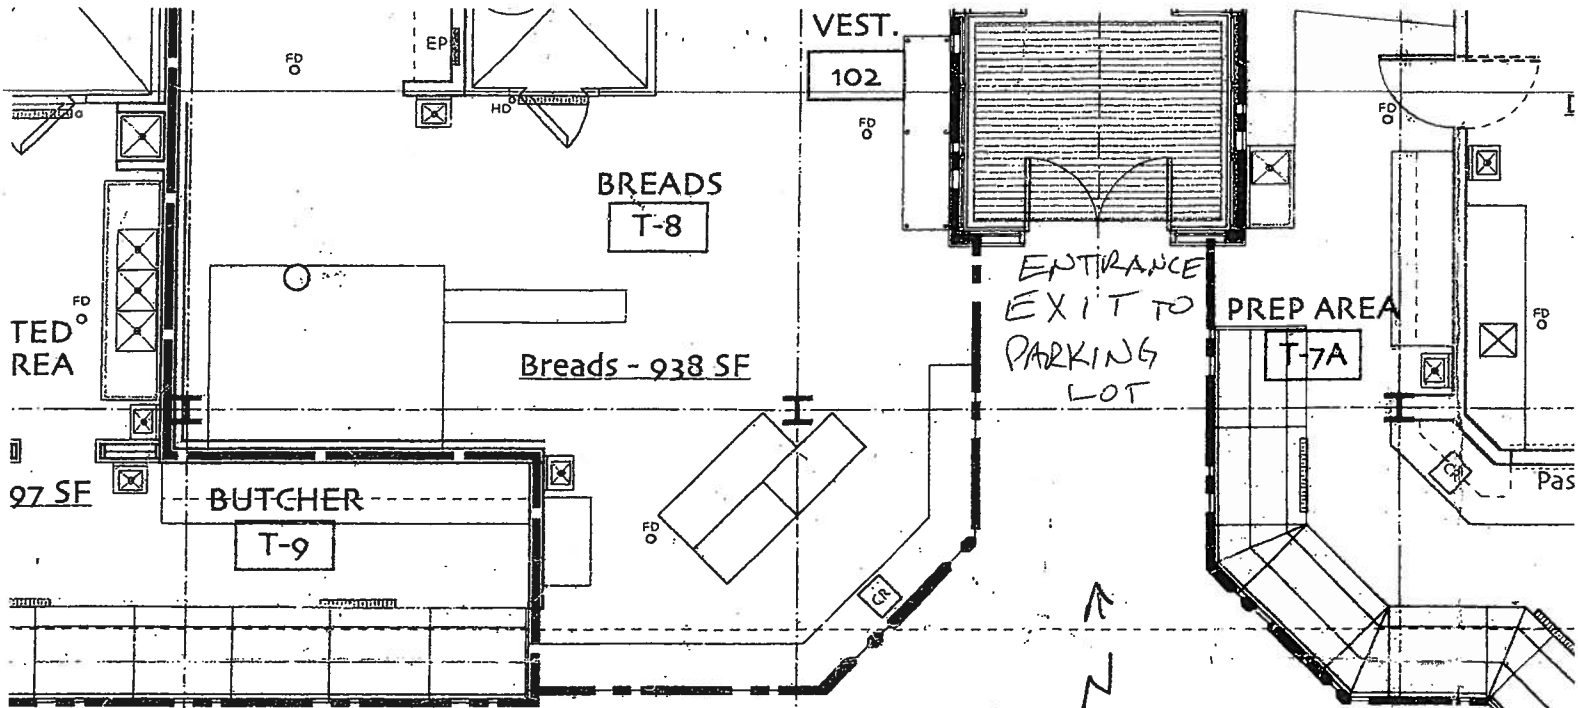 VEST.
102
EP
FD
HD
FD
FD
BREADS
T-8
ENTRANCE
EXIT TO
PARKING
LOT
PREP AREA
T-7A
FD
TED
REA
FD
Breads - 938 SF
97 SF
BUTCHER
T-9
FD
CR
CR
Pas
N